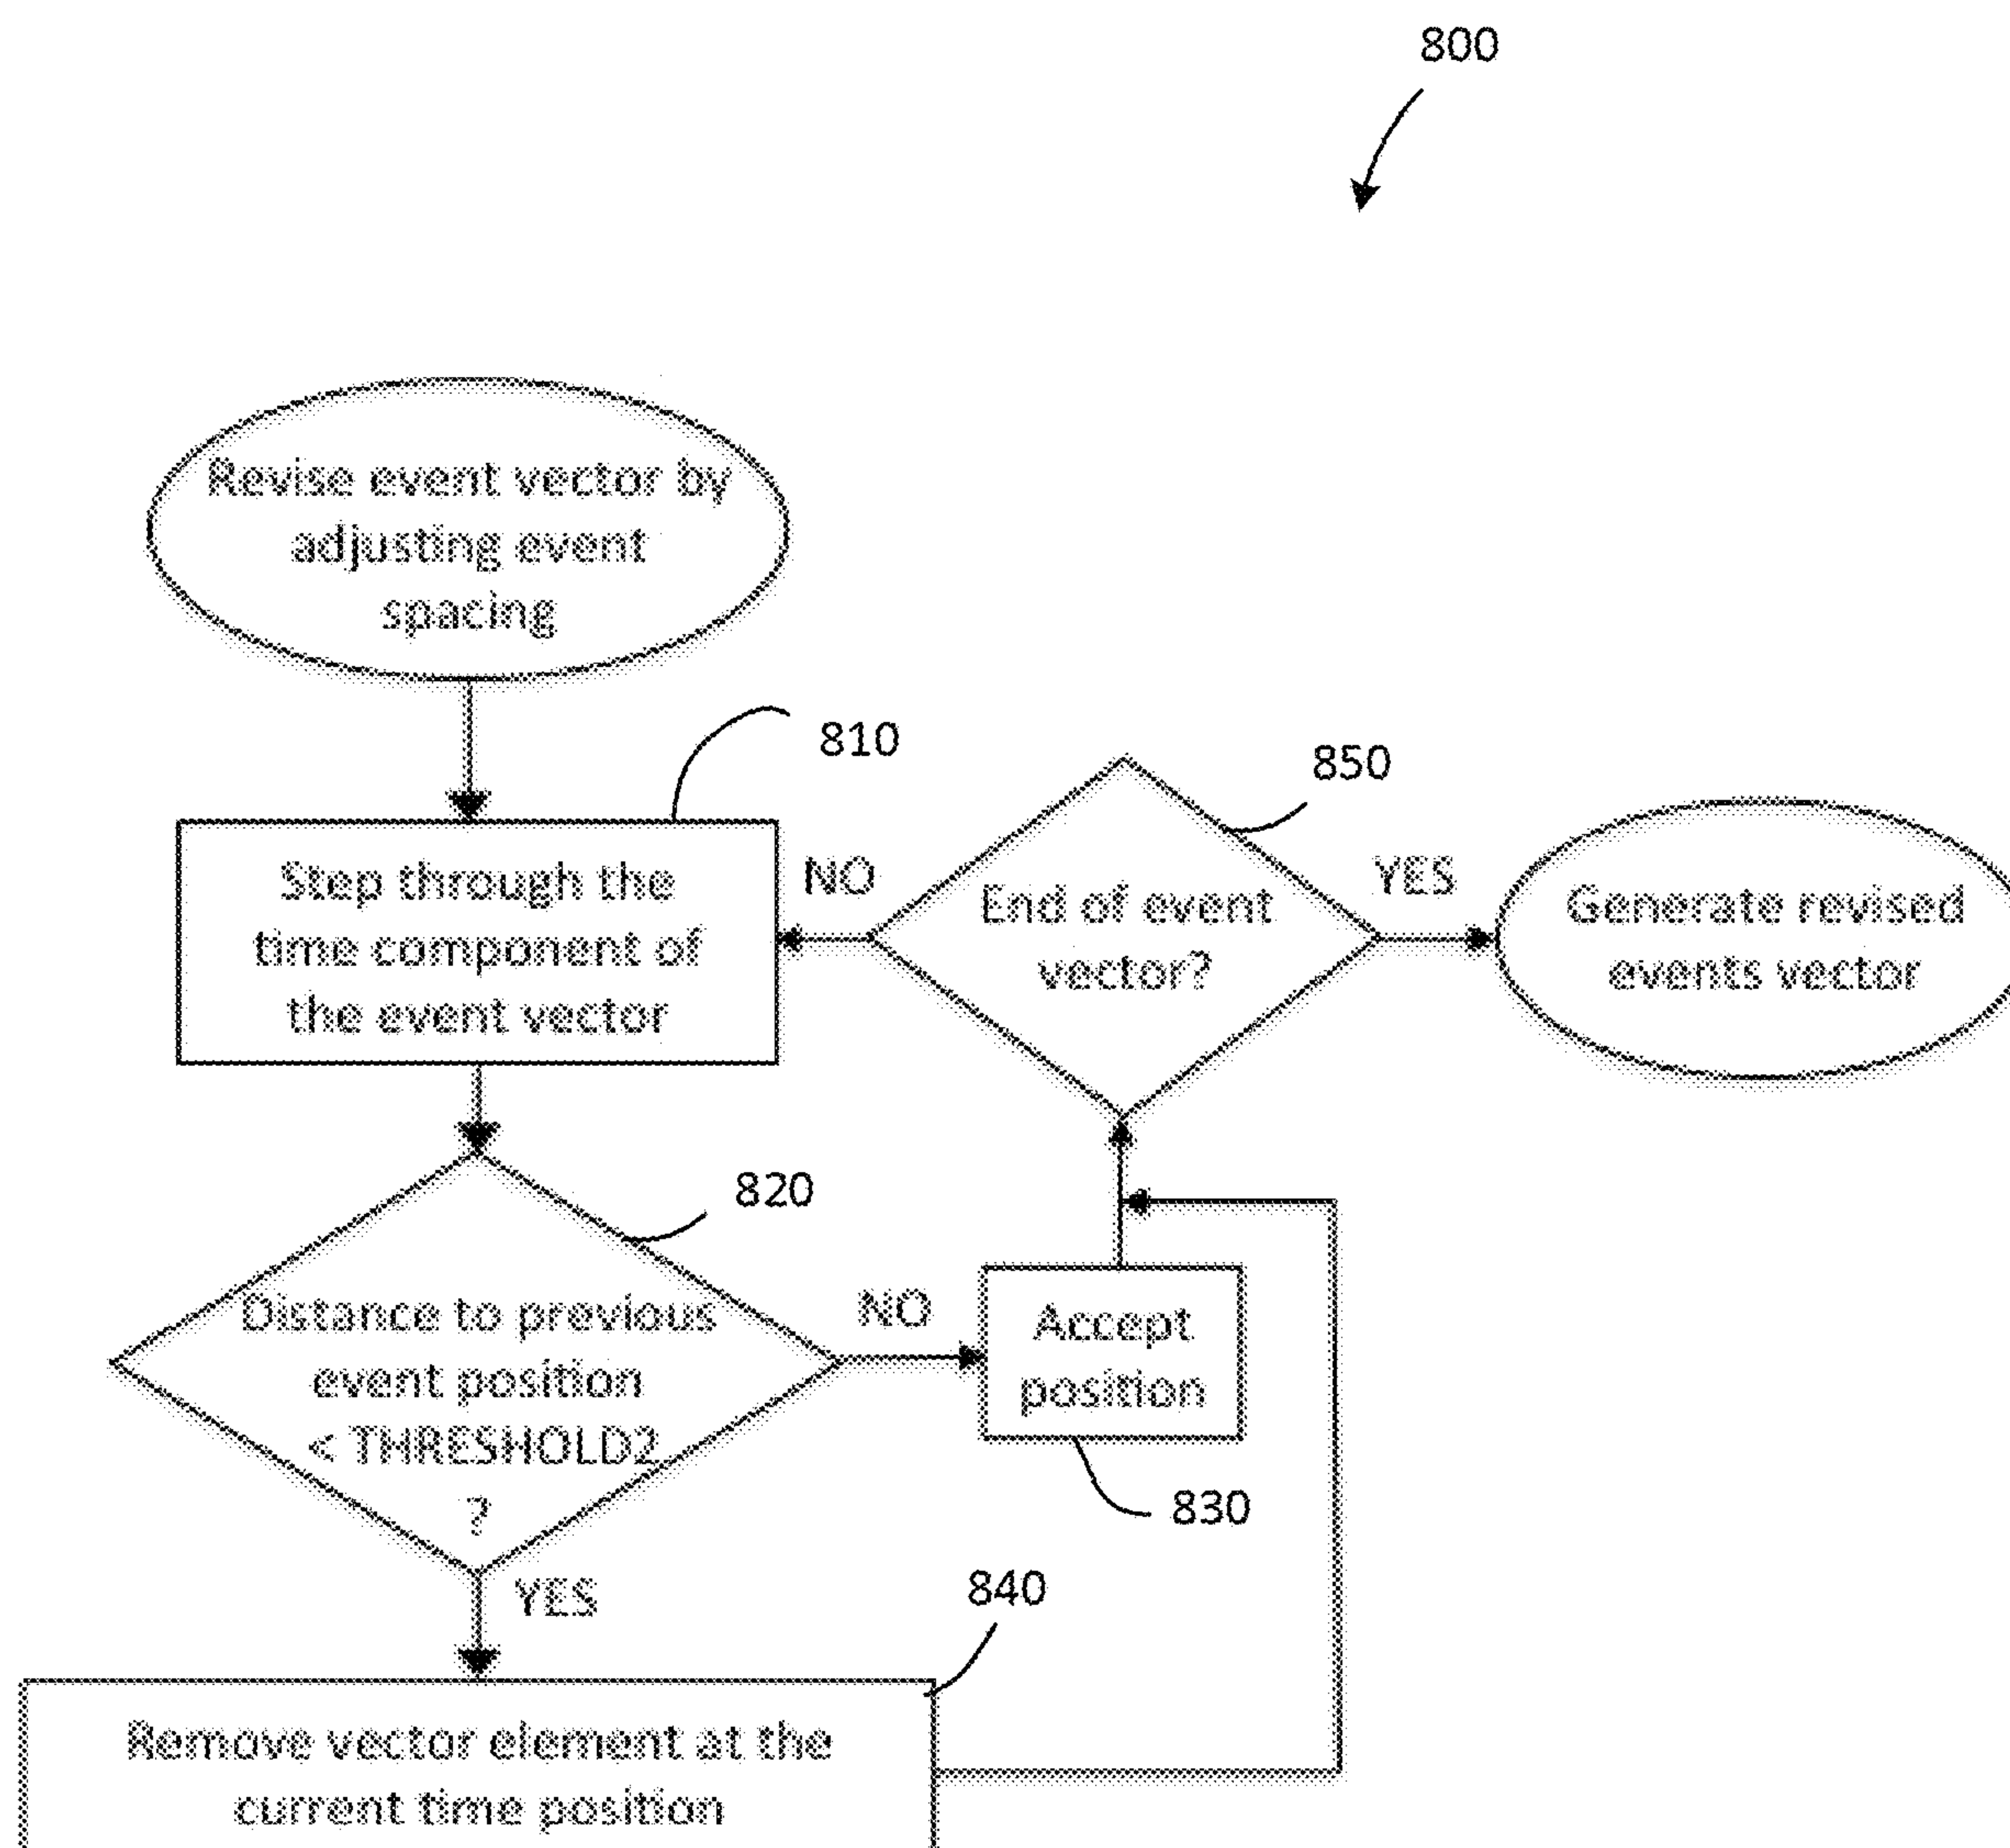 800
Revise event vector by
adjusting event
spacing
810
Step through the
time component of
the event vector
NO
850
End of event
vector?
YES
Generate revised
events vector
820
Distance to previous
event position
< THRESHOLD2
?
NO
Accept
position
830
YES
840
Remove vector element at the
current time position